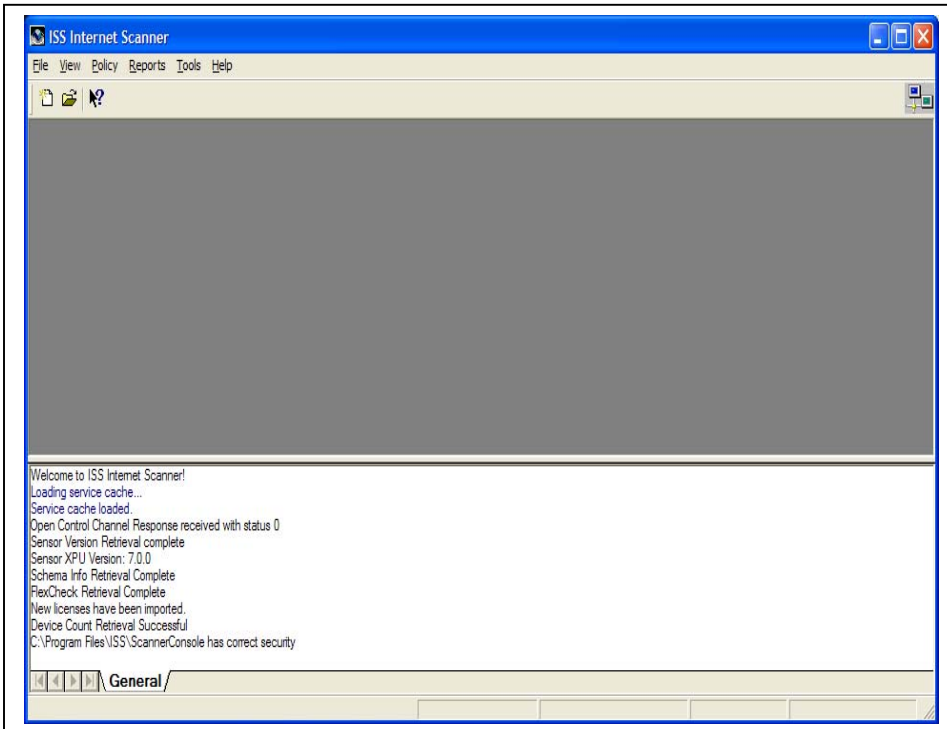 ISS Internet Scanner
File View Policy Reports Tools Help
Welcome to ISS Internet Scanner!
Loading service cache...
Service cache loaded.
Open Control Channel Response received with status 0
Sensor Version Retrieval complete
Sensor XPU Version: 7.0.0
Schema Info Retrieval Complete
FlexCheck Retrieval Complete
New licenses have been imported.
Device Count Retrieval Successful
C:\Program Files\ISS\ScannerConsole has correct security
General